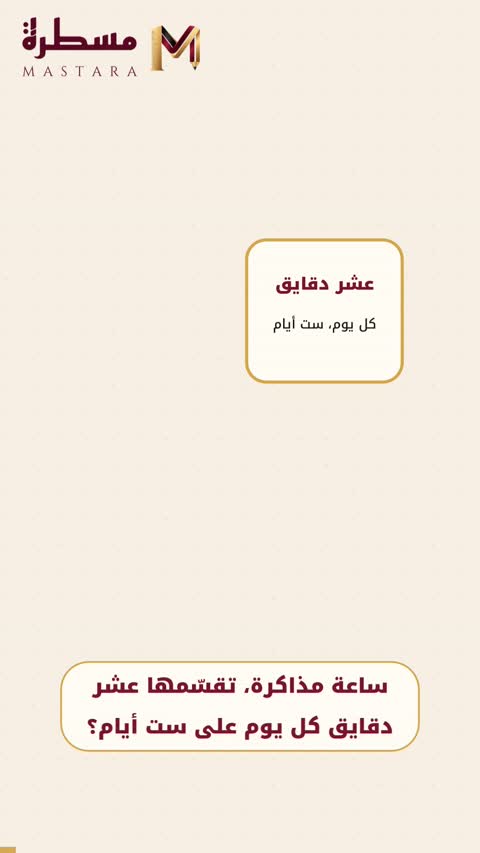 مسطرة
MASTARA
عشر دقايق
كل يوم، ست أيام
ساعة مذاكرة، تقسّمها عشر
دقايق كل يوم على ست أيام؟